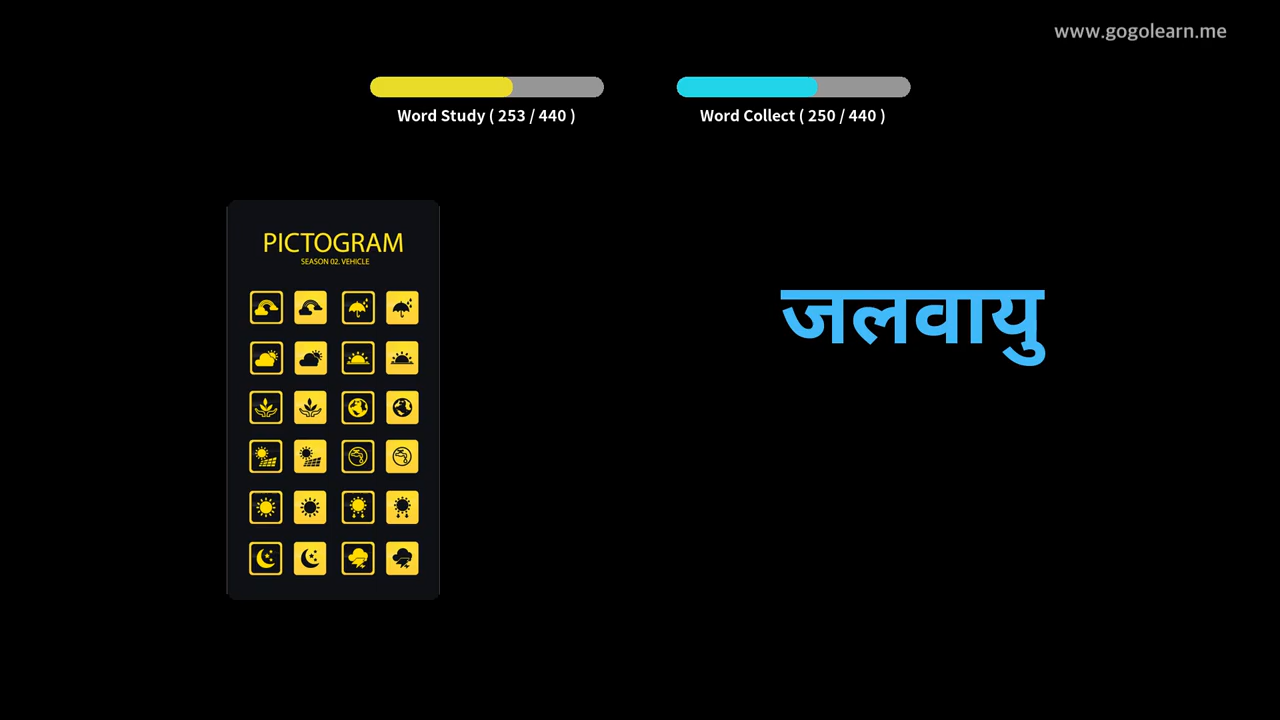 www.gogolearn.me
Word Study ( 253 / 440 )
Word Collect ( 250 / 440 )
PICTOGRAM
SEASON 02. VEHICLE
जलवायु